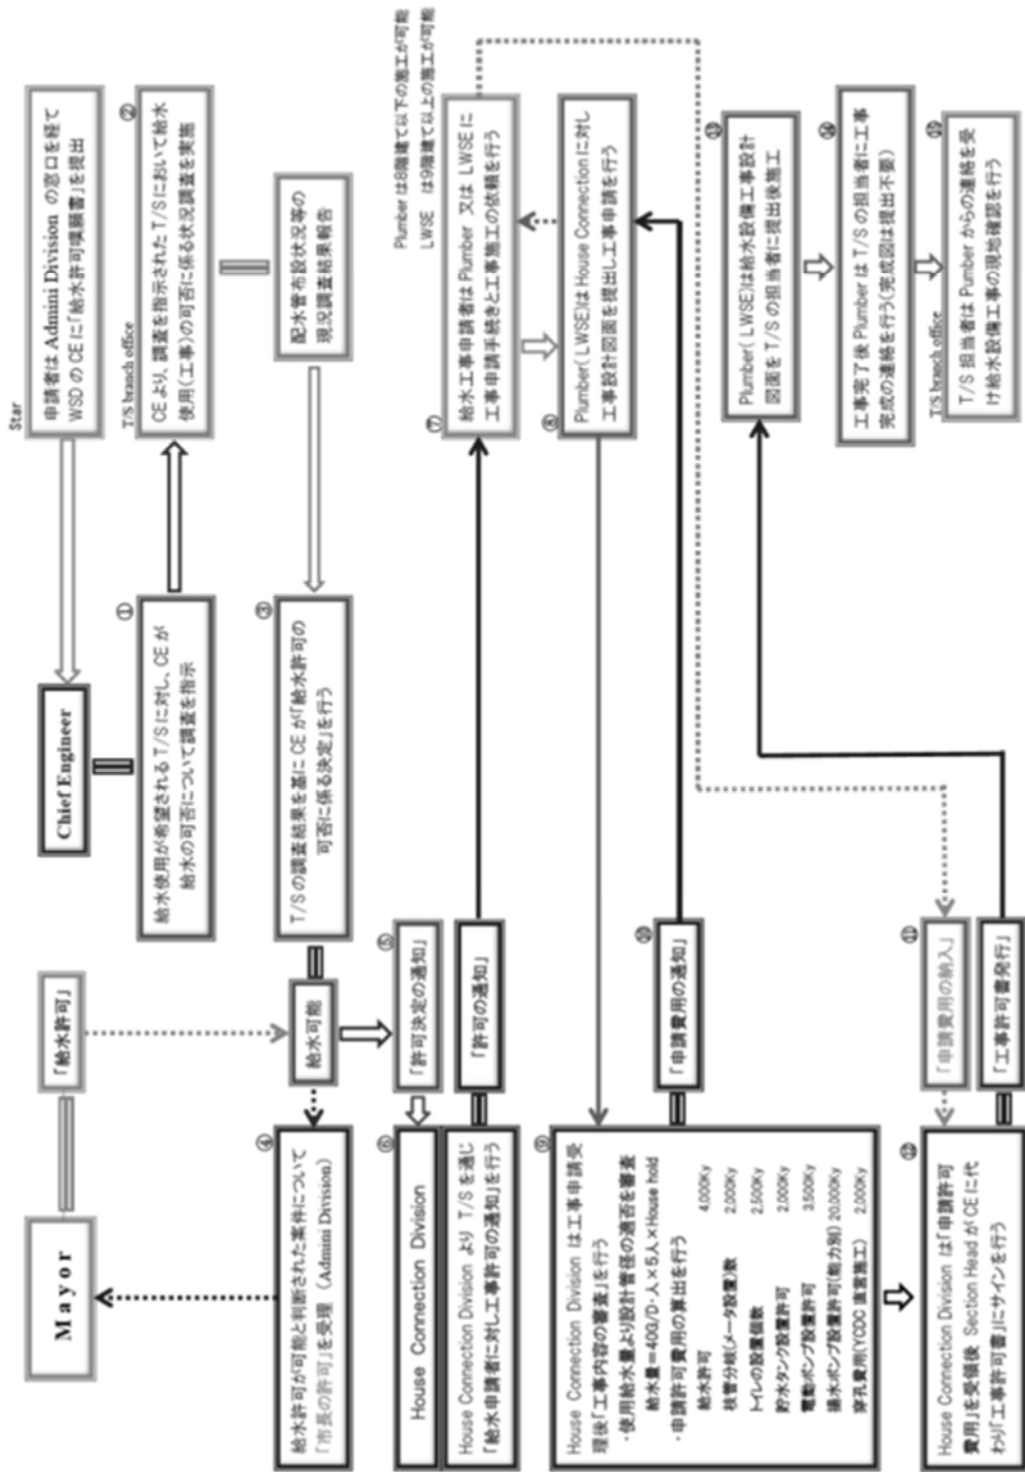 Star
申請者は Admini Division の窓口を経て
WSD の CE に「給水許可嘆願書」を提出
Chief Engineer
「給水許可」
Mayor
T/S branch office
②
CE より、調査を指示された T/S において給水
使用(工事)の可否に係る状況調査を実施
①
給水使用が希望される T/S に対し、CE が
給水の可否について調査を指示
配水管布設状況等の
現況調査結果報告
③
T/S の調査結果を基に CE が「給水許可の
可否に係る決定」を行う
給水可能
④
給水許可が可能と判断された案件について
「市長の許可」を受理 (Admini Division)
⑤
「許可決定の通知」
⑥
House Connection Division
Plumber は8階建て以下の施工が可能
LWSE は9階建て以上の施工が可能
⑦
給水工事申請者は Plumber 又は LWSE に
工事申請手続きと工事施工の依頼を行う
「許可の通知」
House Connection Division より T/S を通じ
「給水申請者に対し工事許可の通知」を行う
⑧
Plumber(LWSE)は House Connection に対し
工事設計図面を提出し工事申請を行う
⑨
House Connection Division は工事申請受
理後「工事内容の審査」を行う
・使用給水量より設計管径の適否を審査
給水量=40G/D・人×5人×House hold
・申請許可費用の算出を行う
給水許可 4,000Ky
枝管分岐(メータ設置)数 2,000Ky
トイレの設置個数 2,500Ky
貯水タンク設置許可 2,000Ky
電動ポンプ設置許可 3,500Ky
揚水ポンプ設置許可(能力別) 20,000Ky
穿孔費用(YCDC 直営施工) 2,000Ky
⑩
「申請費用の通知」
⑬
Plumber(LWSE)は給水設備工事設計
図面を T/S の担当者に提出後施工
⑭
工事完了後 Plumber は T/S の担当者に工事
完成の連絡を行う(完成図は提出不要)
T/S branch office
⑮
T/S 担当者は Pumber からの連絡を受
け給水設備工事の現地確認を行う
⑪
「申請費用の納入」
「工事許可書発行」
⑫
House Connection Division は「申請許可
費用」を受領後 Section Head が CE に代
わり「工事許可書」にサインを行う